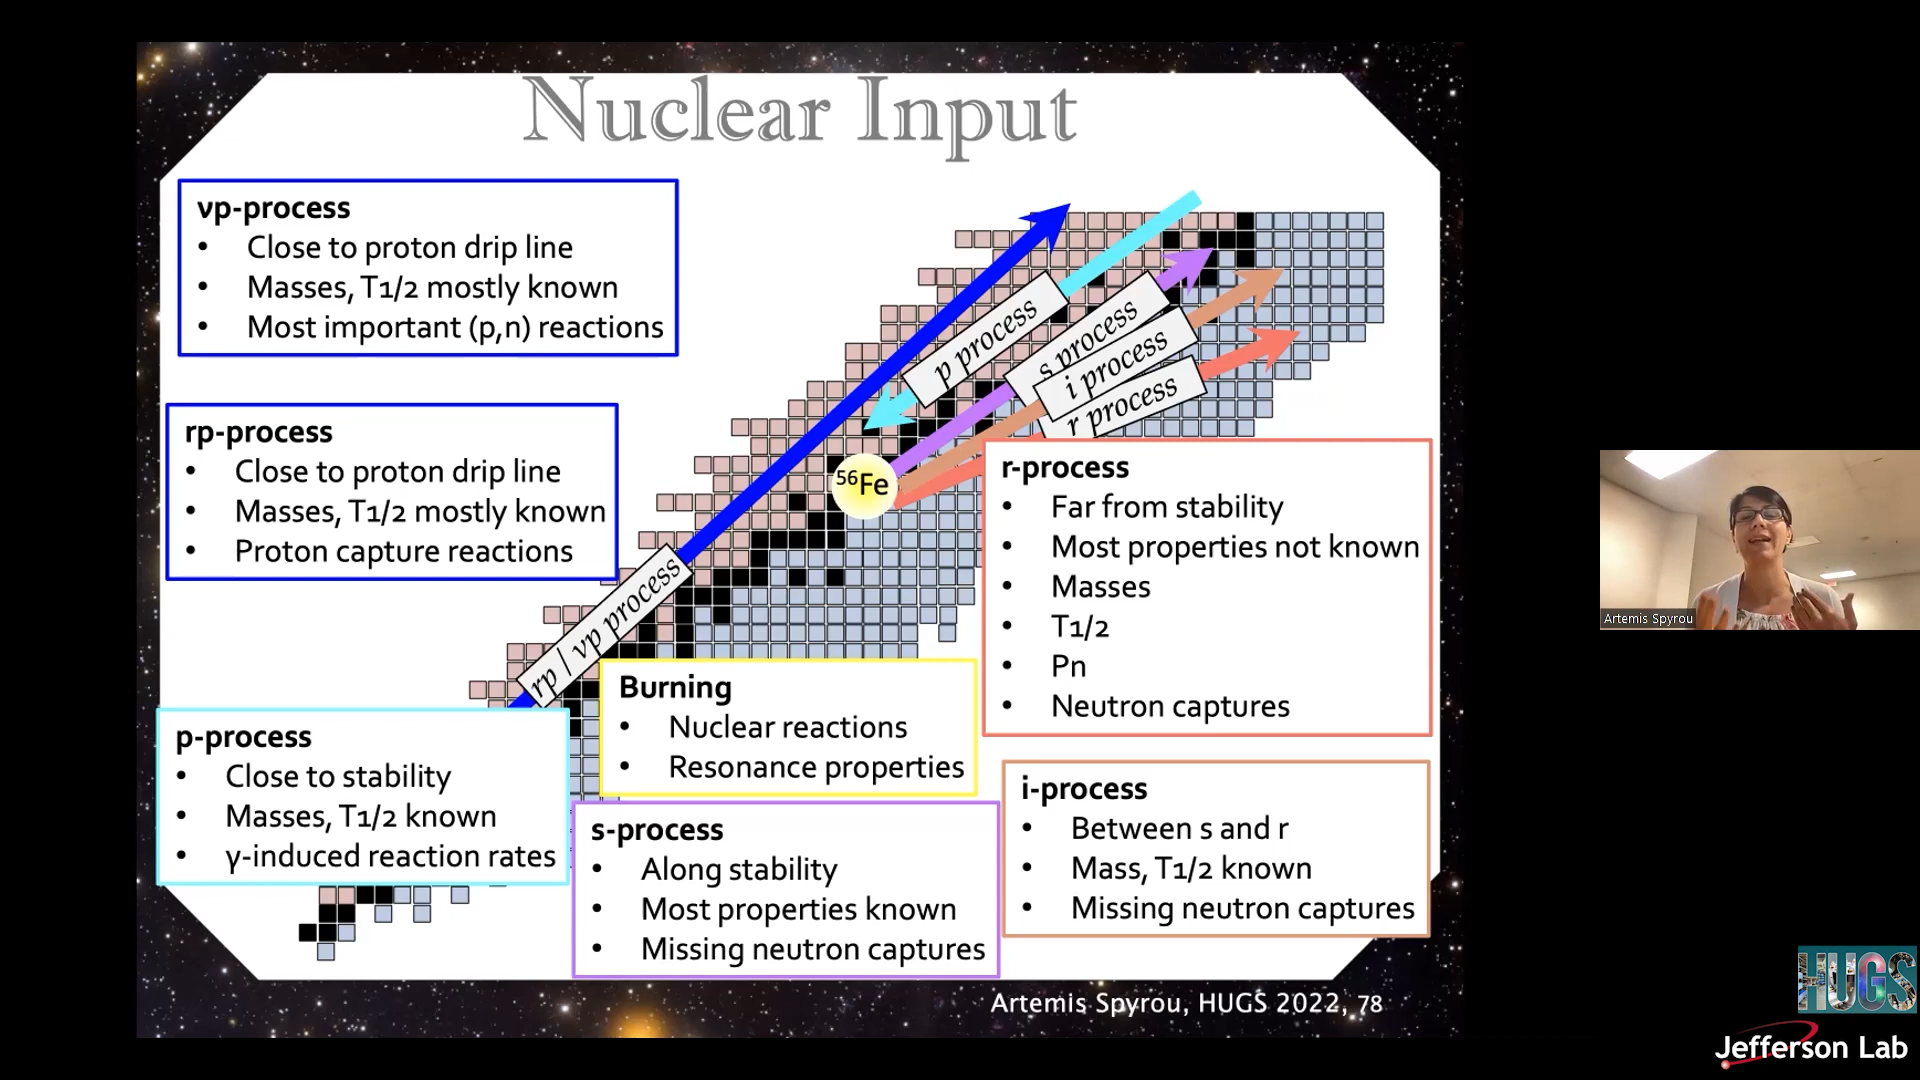 Nuclear Input
νp-process
• Close to proton drip line
• Masses, T1/2 mostly known
• Most important (p,n) reactions
rp-process
• Close to proton drip line
• Masses, T1/2 mostly known
• Proton capture reactions
p process
s process
i process
r process
56Fe
rp / νp process
r-process
• Far from stability
• Most properties not known
• Masses
• T1/2
• Pn
• Neutron captures
Burning
• Nuclear reactions
• Resonance properties
p-process
• Close to stability
• Masses, T1/2 known
• γ-induced reaction rates
s-process
• Along stability
• Most properties known
• Missing neutron captures
i-process
• Between s and r
• Mass, T1/2 known
• Missing neutron captures
Artemis Spyrou, HUGS 2022, 78
Artemis Spyrou
HUGS
Jefferson Lab